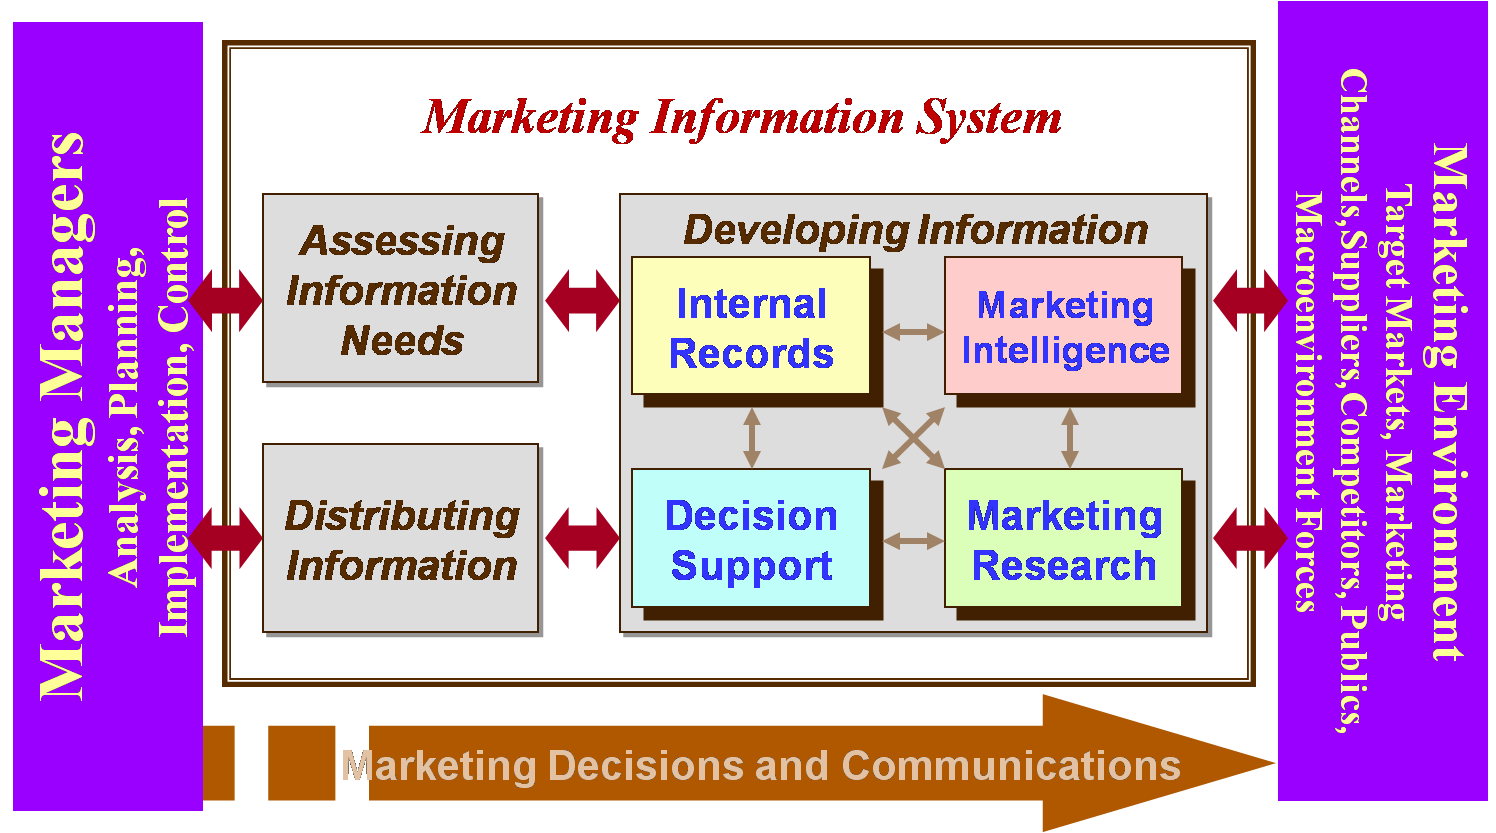 Marketing Information System
Marketing Managers
Analysis, Planning,
Implementation, Control
Assessing
Information
Needs
Distributing
Information
Developing Information
Internal
Records
Marketing
Intelligence
Decision
Support
Marketing
Research
Marketing Environment
Target Markets, Marketing
Channels, Suppliers, Competitors, Publics,
Macroenvironment Forces
Marketing Decisions and Communications